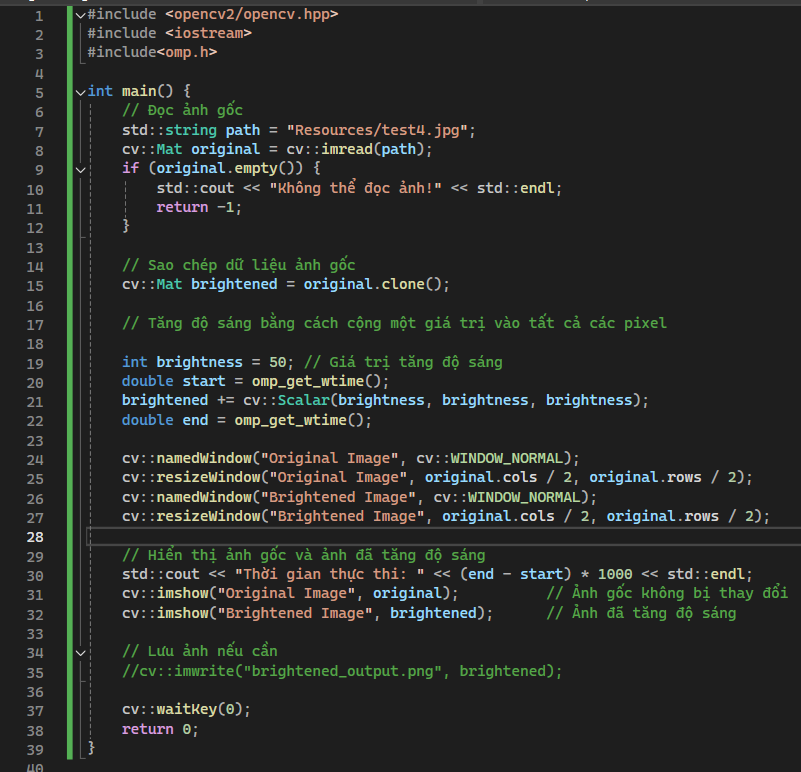 1 #include <opencv2/opencv.hpp>
2 #include <iostream>
3 #include<omp.h>
4
5 int main() {
6 // Đọc ảnh gốc
7 std::string path = "Resources/test4.jpg";
8 cv::Mat original = cv::imread(path);
9 if (original.empty()) {
10 std::cout << "Không thể đọc ảnh!" << std::endl;
11 return -1;
12 }
13
14 // Sao chép dữ liệu ảnh gốc
15 cv::Mat brightened = original.clone();
16
17 // Tăng độ sáng bằng cách cộng một giá trị vào tất cả các pixel
18
19 int brightness = 50; // Giá trị tăng độ sáng
20 double start = omp_get_wtime();
21 brightened += cv::Scalar(brightness, brightness, brightness);
22 double end = omp_get_wtime();
23
24 cv::namedWindow("Original Image", cv::WINDOW_NORMAL);
25 cv::resizeWindow("Original Image", original.cols / 2, original.rows / 2);
26 cv::namedWindow("Brightened Image", cv::WINDOW_NORMAL);
27 cv::resizeWindow("Brightened Image", original.cols / 2, original.rows / 2);
28
29 // Hiển thị ảnh gốc và ảnh đã tăng độ sáng
30 std::cout << "Thời gian thực thi: " << (end - start) * 1000 << std::endl;
31 cv::imshow("Original Image", original); // Ảnh gốc không bị thay đổi
32 cv::imshow("Brightened Image", brightened); // Ảnh đã tăng độ sáng
33
34 // Lưu ảnh nếu cần
35 //cv::imwrite("brightened_output.png", brightened);
36
37 cv::waitKey(0);
38 return 0;
39 }
40